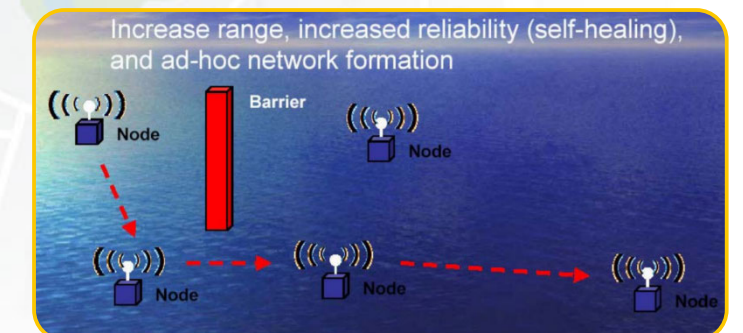 Increase range, increased reliability (self-healing),
and ad-hoc network formation
Barrier
Node
Node
Node
Node
Node